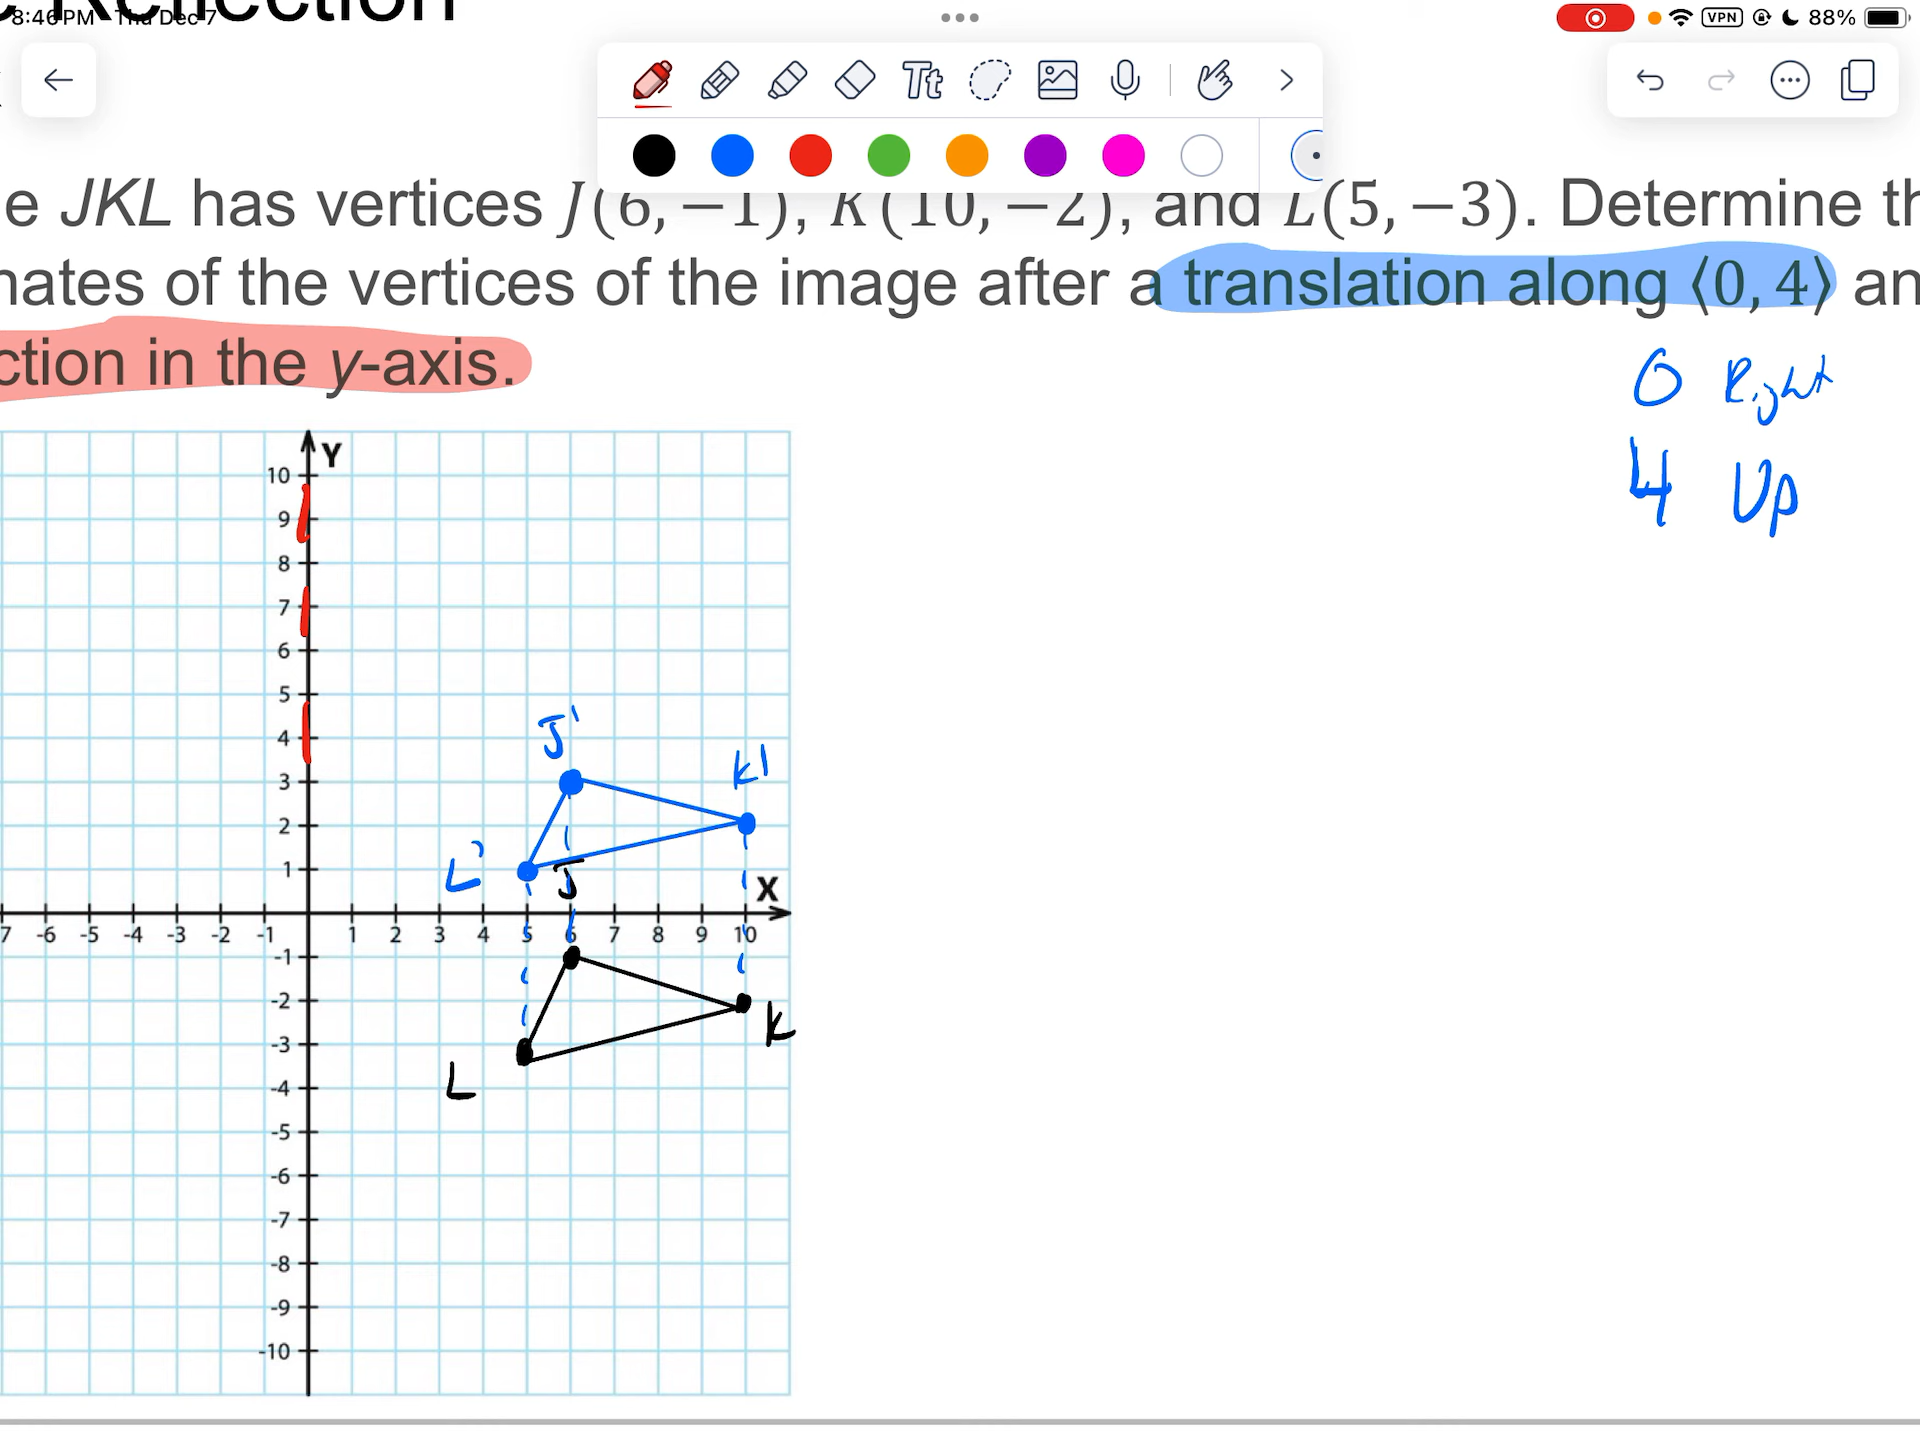 8:46 PM Thu Dec 7
VPN 88%
Tt
e JKL has vertices J(6, −1), K(10, −2), and L(5, −3). Determine th
nates of the vertices of the image after a translation along ⟨0, 4⟩ an
ction in the y-axis.
0 Right
4 Up
Y
10
9
8
7
6
5
4
3
2
1
J'
K'
L'
J
X
7 -6 -5 -4 -3 -2 -1 1 2 3 4 5 6 7 8 9 10
-1
-2
-3
-4
-5
-6
-7
-8
-9
-10
K
L